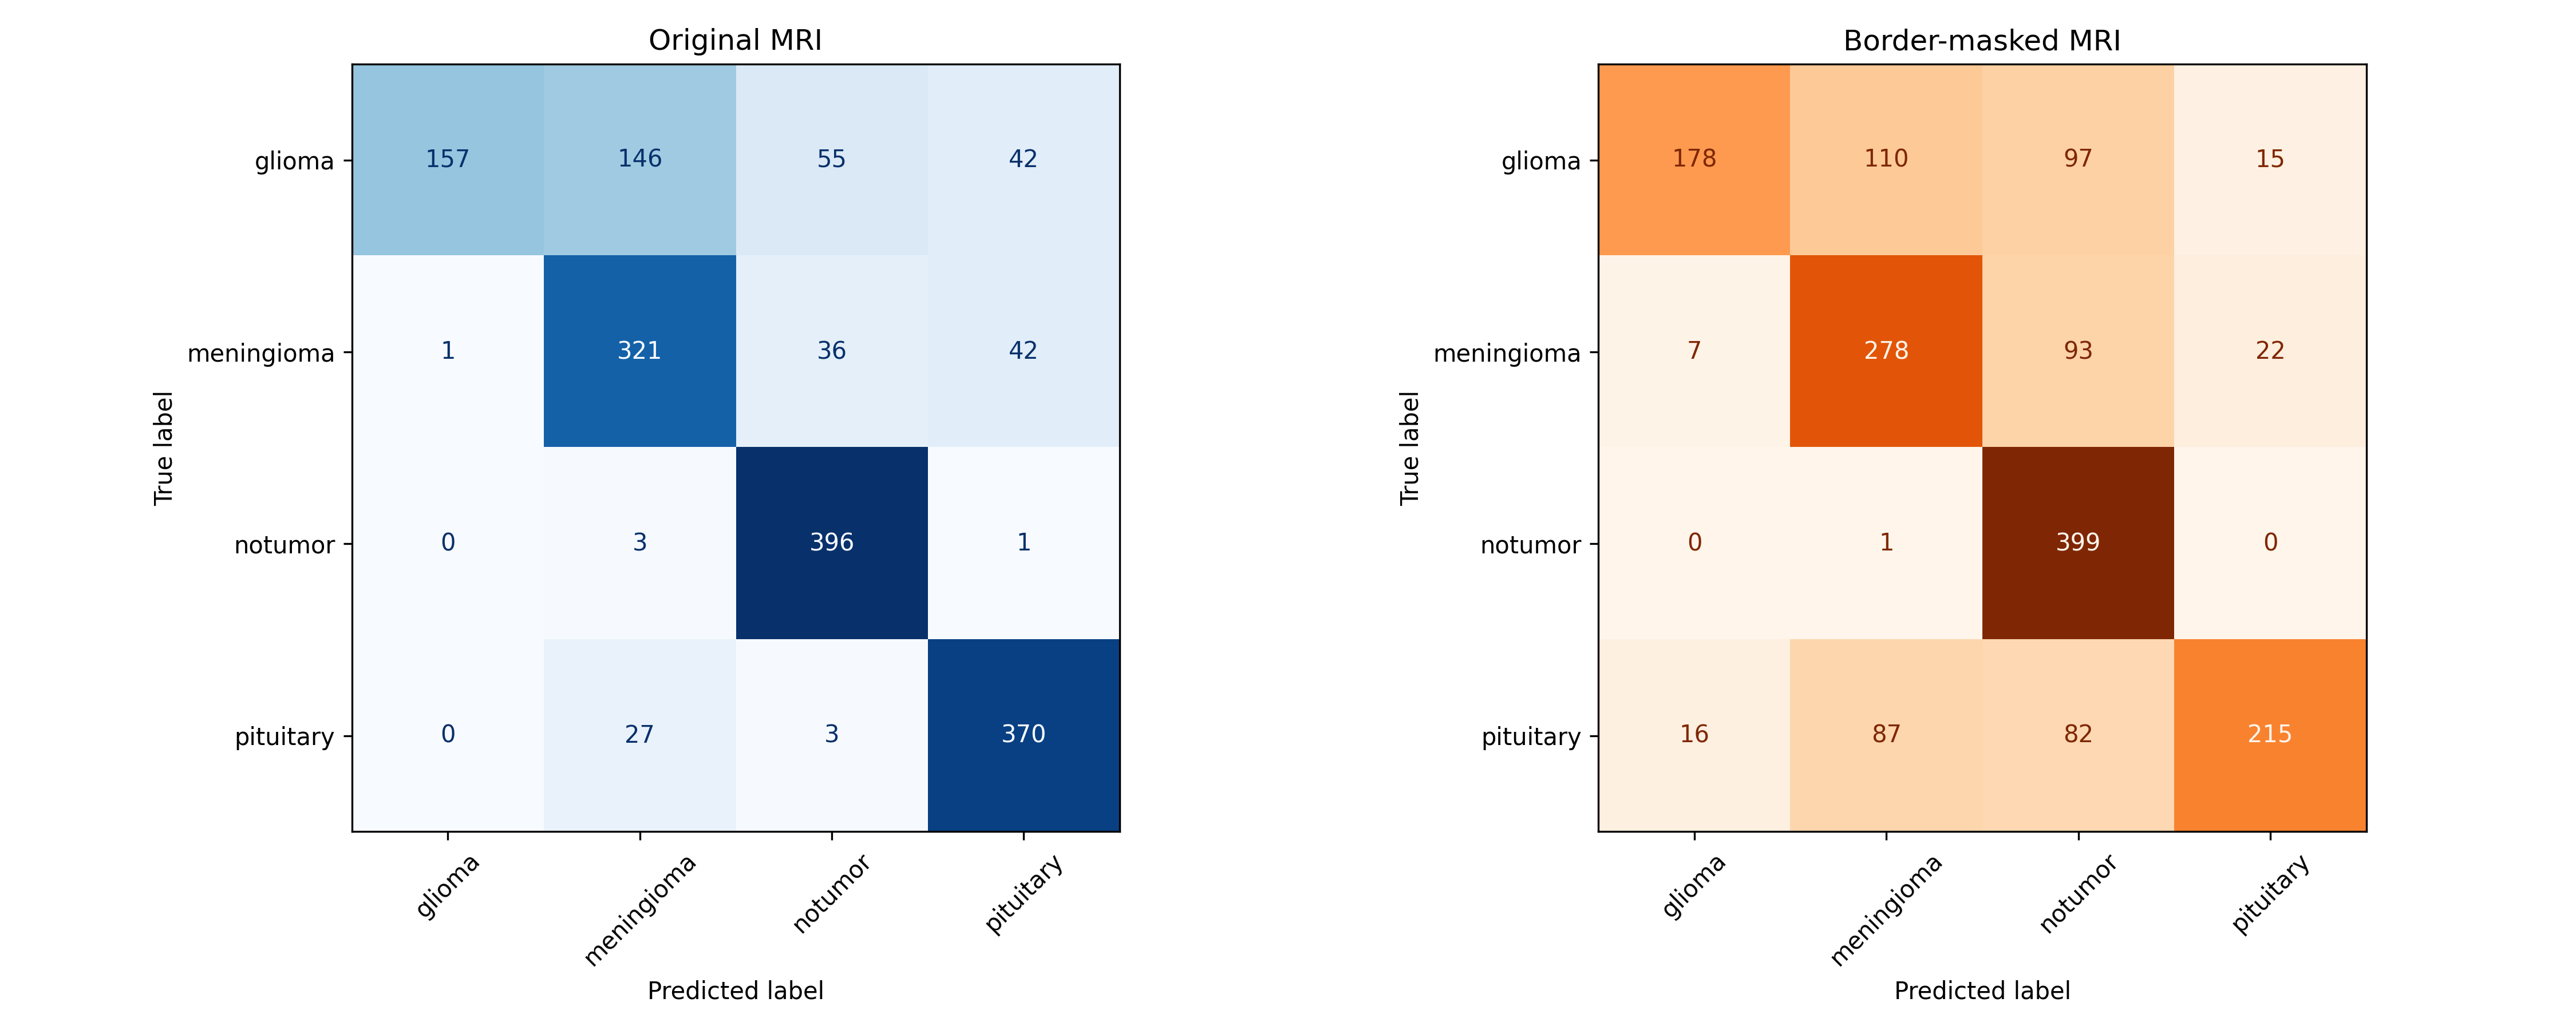 Original MRI
glioma 157 146 55 42
meningioma 1 321 36 42
notumor 0 3 396 1
pituitary 0 27 3 370
True label
glioma meningioma notumor pituitary
Predicted label
Border-masked MRI
glioma 178 110 97 15
meningioma 7 278 93 22
notumor 0 1 399 0
pituitary 16 87 82 215
True label
glioma meningioma notumor pituitary
Predicted label